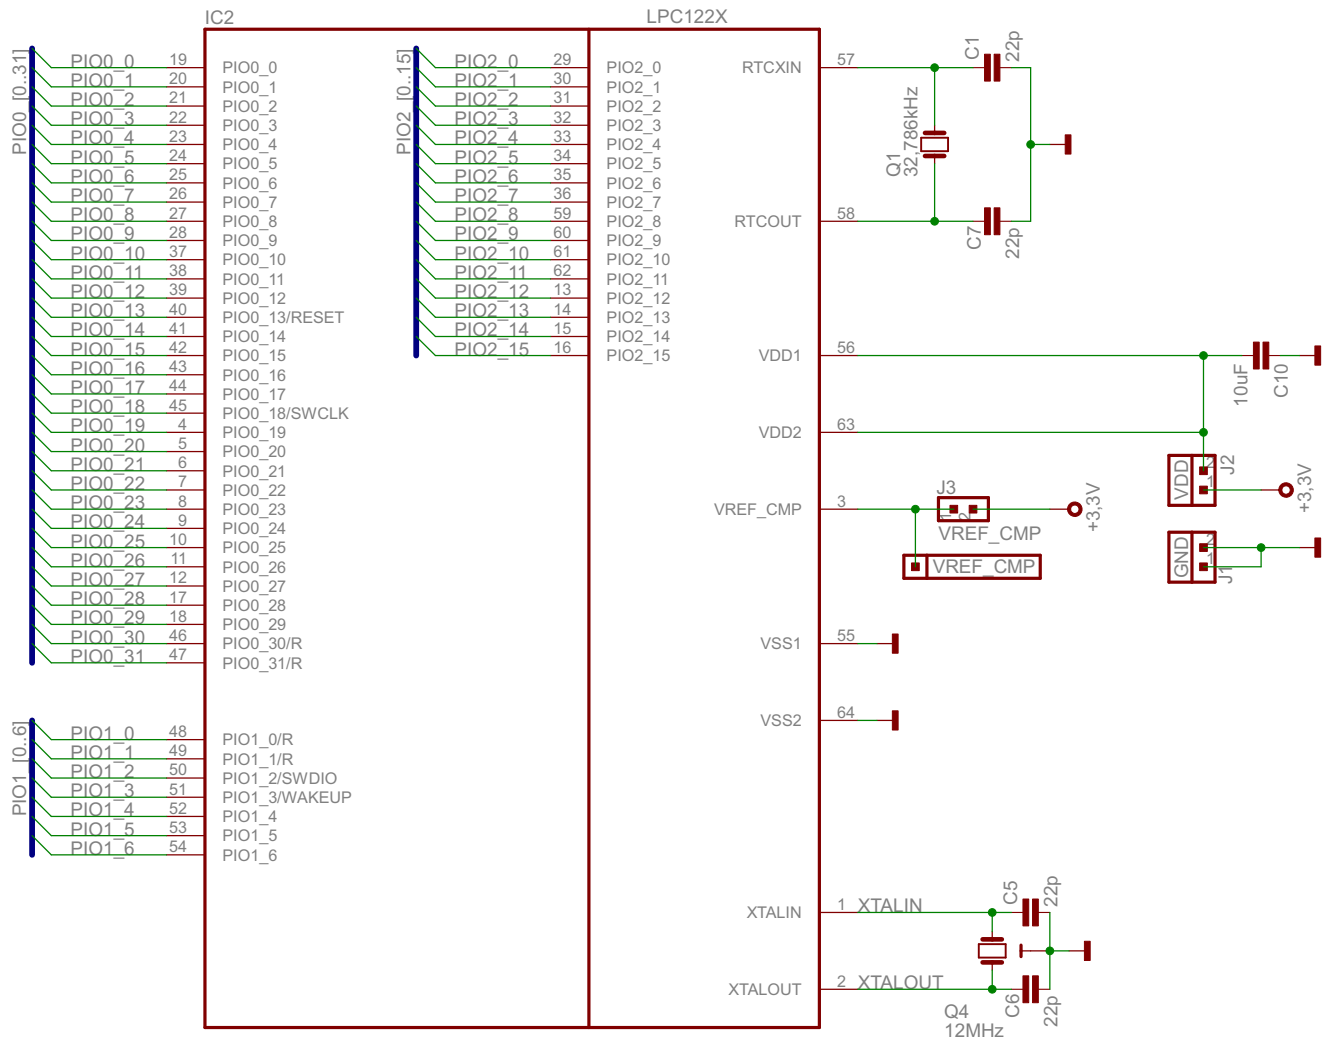 IC2
LPC122X
PIO0_[0..31]
PIO0_0 19 PIO0_0
PIO0_1 20 PIO0_1
PIO0_2 21 PIO0_2
PIO0_3 22 PIO0_3
PIO0_4 23 PIO0_4
PIO0_5 24 PIO0_5
PIO0_6 25 PIO0_6
PIO0_7 26 PIO0_7
PIO0_8 27 PIO0_8
PIO0_9 28 PIO0_9
PIO0_10 37 PIO0_10
PIO0_11 38 PIO0_11
PIO0_12 39 PIO0_12
PIO0_13 40 PIO0_13/RESET
PIO0_14 41 PIO0_14
PIO0_15 42 PIO0_15
PIO0_16 43 PIO0_16
PIO0_17 44 PIO0_17
PIO0_18 45 PIO0_18/SWCLK
PIO0_19 4 PIO0_19
PIO0_20 5 PIO0_20
PIO0_21 6 PIO0_21
PIO0_22 7 PIO0_22
PIO0_23 8 PIO0_23
PIO0_24 9 PIO0_24
PIO0_25 10 PIO0_25
PIO0_26 11 PIO0_26
PIO0_27 12 PIO0_27
PIO0_28 17 PIO0_28
PIO0_29 18 PIO0_29
PIO0_30 46 PIO0_30/R
PIO0_31 47 PIO0_31/R
PIO1_[0..6]
PIO1_0 48 PIO1_0/R
PIO1_1 49 PIO1_1/R
PIO1_2 50 PIO1_2/SWDIO
PIO1_3 51 PIO1_3/WAKEUP
PIO1_4 52 PIO1_4
PIO1_5 53 PIO1_5
PIO1_6 54 PIO1_6
PIO2_[0..15]
PIO2_0 29 PIO2_0
PIO2_1 30 PIO2_1
PIO2_2 31 PIO2_2
PIO2_3 32 PIO2_3
PIO2_4 33 PIO2_4
PIO2_5 34 PIO2_5
PIO2_6 35 PIO2_6
PIO2_7 36 PIO2_7
PIO2_8 59 PIO2_8
PIO2_9 60 PIO2_9
PIO2_10 61 PIO2_10
PIO2_11 62 PIO2_11
PIO2_12 13 PIO2_12
PIO2_13 14 PIO2_13
PIO2_14 15 PIO2_14
PIO2_15 16 PIO2_15
RTCXIN 57
C1
22p
Q1
32,786kHz
RTCOUT 58
C7
22p
VDD1 56
10uF
C10
VDD2 63
VDD
2
1
J2
+3,3V
VREF_CMP 3
J3
1
2
VREF_CMP
+3,3V
VREF_CMP
GND
2
1
J1
VSS1 55
VSS2 64
XTALIN 1 XTALIN
C5
22p
XTALOUT 2 XTALOUT
C6
22p
Q4
12MHz